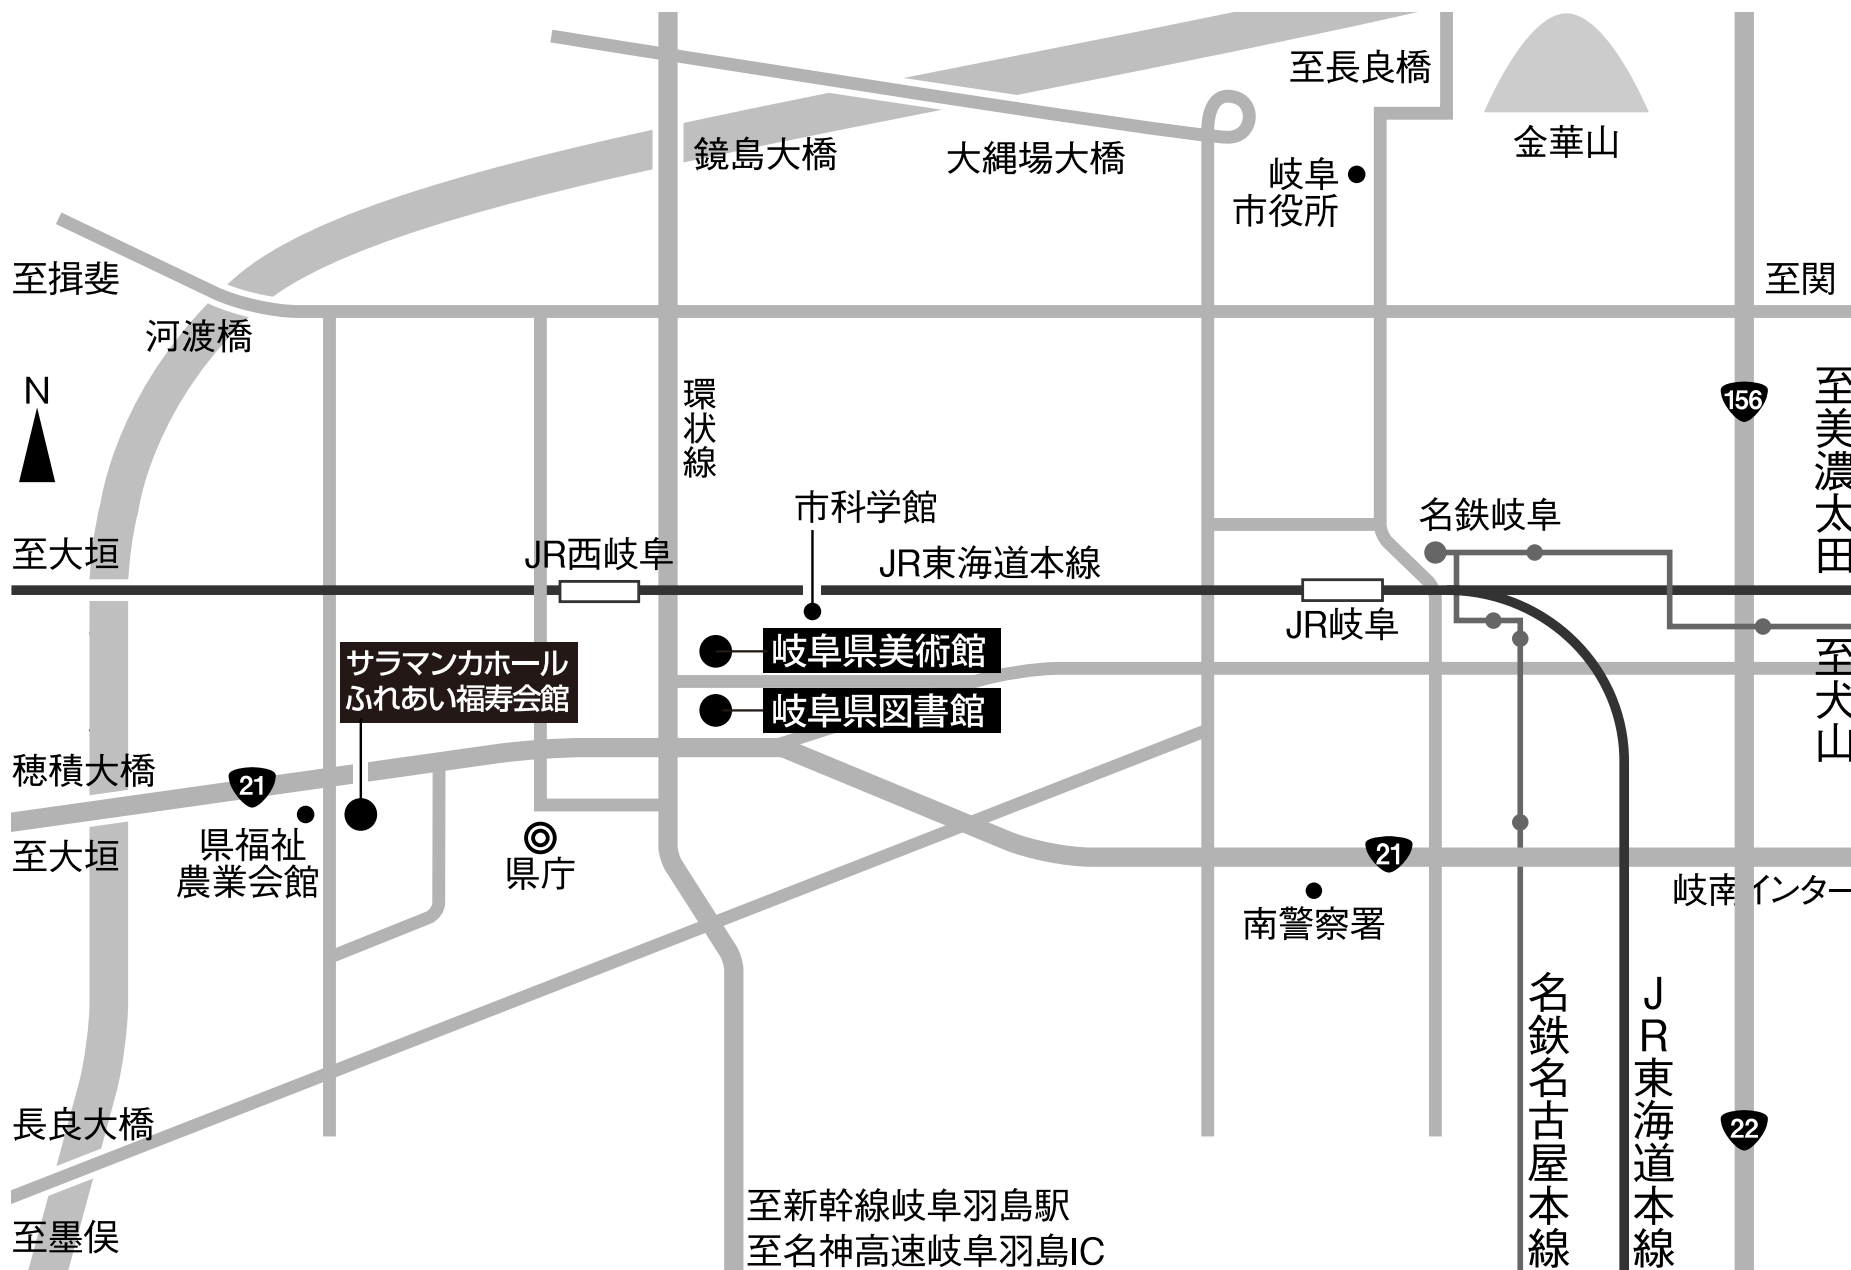 至長良橋
金華山
鏡島大橋
大縄場大橋
岐阜
市役所
至揖斐
至関
河渡橋
N
環状線
156
至美濃太田
市科学館
名鉄岐阜
至大垣
JR西岐阜
JR東海道本線
JR岐阜
岐阜県美術館
サラマンカホール
ふれあい福寿会館
岐阜県図書館
至犬山
穂積大橋
21
至大垣
県福祉
農業会館
県庁
21
南警察署
岐南インター
名鉄名古屋本線
JR東海道本線
長良大橋
22
至墨俣
至新幹線岐阜羽島駅
至名神高速岐阜羽島IC